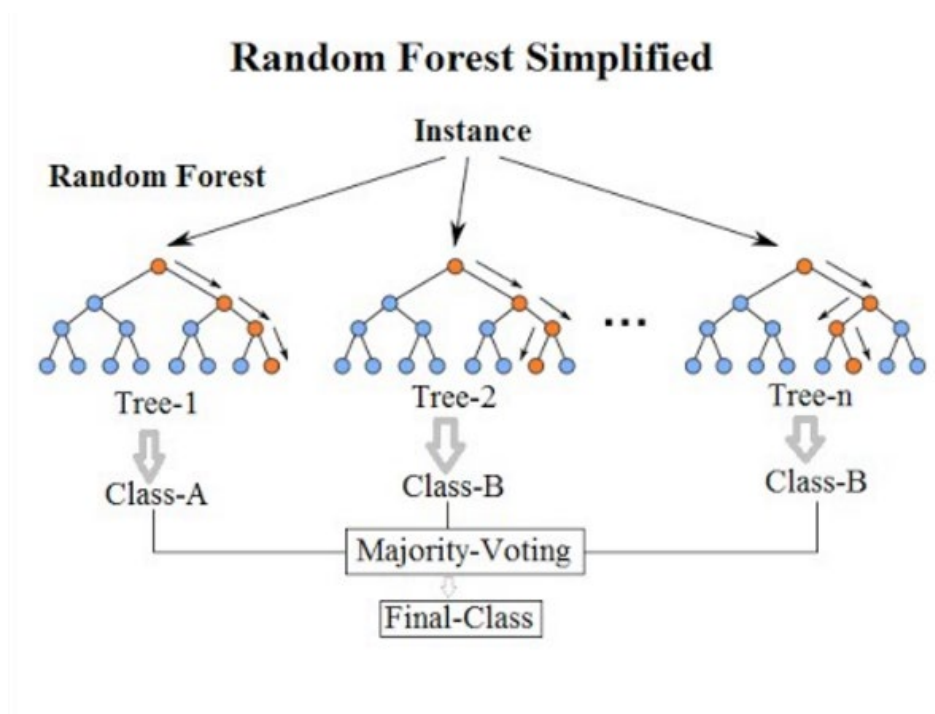 Random Forest Simplified
Instance
Random Forest
...
Tree-1
Tree-2
Tree-n
Class-A
Class-B
Class-B
Majority-Voting
Final-Class